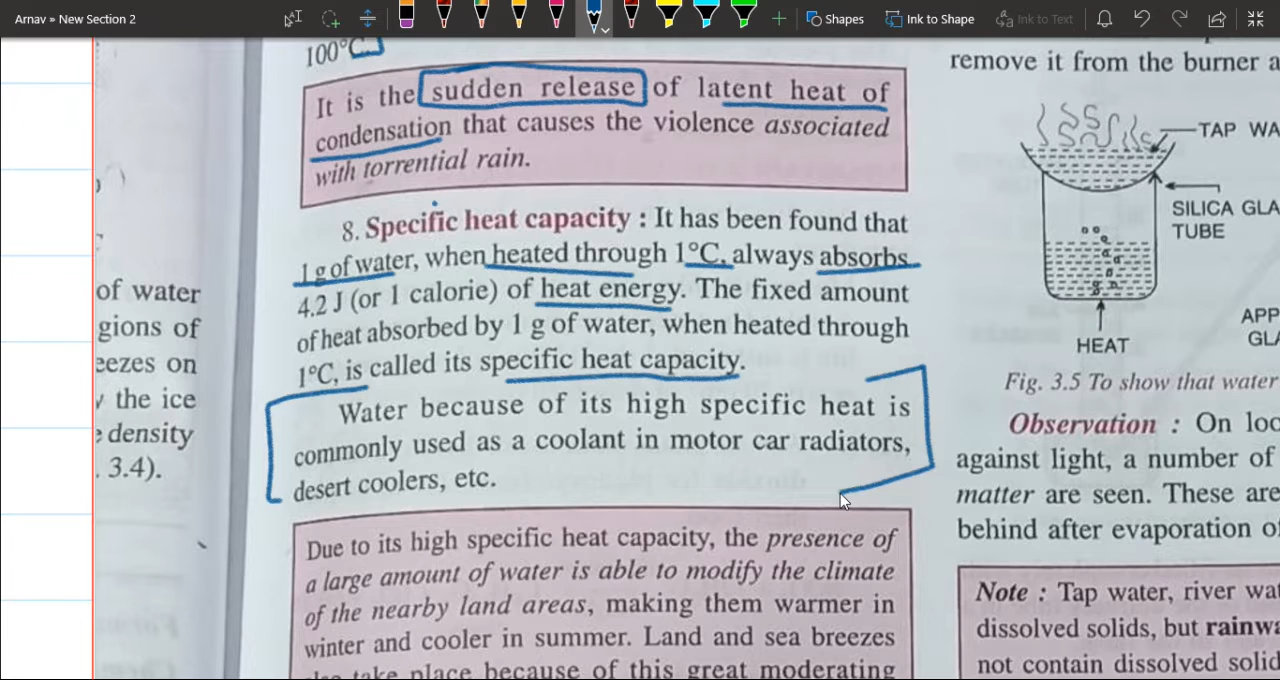 Arnav » New Section 2
Shapes
Ink to Shape
Ink to Text
100°C.
It is the sudden release of latent heat of
condensation that causes the violence associated
with torrential rain.
8. Specific heat capacity : It has been found that
1 g of water, when heated through 1°C, always absorbs
4.2 J (or 1 calorie) of heat energy. The fixed amount
of heat absorbed by 1 g of water, when heated through
1°C, is called its specific heat capacity.
Water because of its high specific heat is
commonly used as a coolant in motor car radiators,
desert coolers, etc.
Due to its high specific heat capacity, the presence of
a large amount of water is able to modify the climate
of the nearby land areas, making them warmer in
winter and cooler in summer. Land and sea breezes
take place because of this great moderating
of water
gions of
eezes on
the ice
density
. 3.4).
remove it from the burner a
TAP WA
SILICA GLA
TUBE
APP
GLA
HEAT
Fig. 3.5 To show that water
Observation : On loo
against light, a number of
matter are seen. These are
behind after evaporation o
Note : Tap water, river wat
dissolved solids, but rainwa
not contain dissolved solid